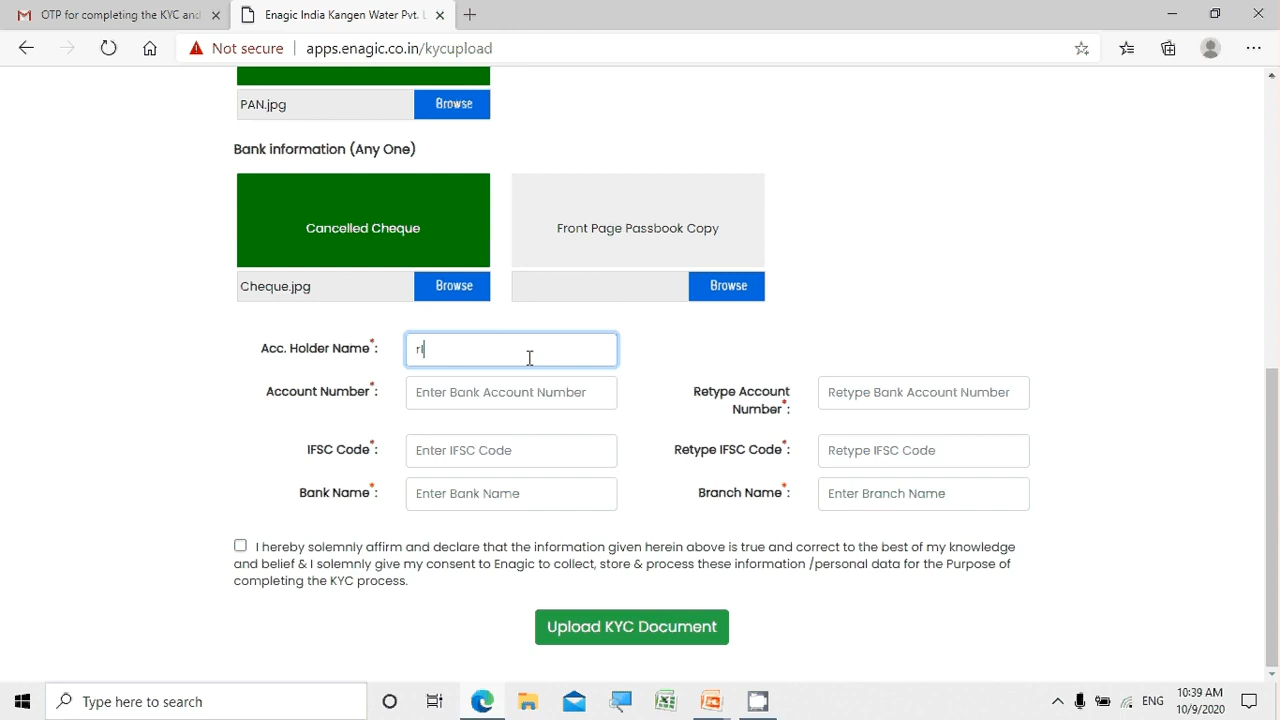 OTP for completing the KYC and
Enagic India Kangen Water Pvt. L
Not secure
apps.enagic.co.in/kycupload
PAN.jpg
Browse
Bank information (Any One)
Cancelled Cheque
Front Page Passbook Copy
Cheque.jpg
Browse
Browse
Acc. Holder Name*:
Account Number*:
Enter Bank Account Number
Retype Account
Number*:
Retype Bank Account Number
IFSC Code*:
Enter IFSC Code
Retype IFSC Code*:
Retype IFSC Code
Bank Name*:
Enter Bank Name
Branch Name*:
Enter Branch Name
I hereby solemnly affirm and declare that the information given herein above is true and correct to the best of my knowledge
and belief & I solemnly give my consent to Enagic to collect, store & process these information /personal data for the Purpose of
completing the KYC process.
Upload KYC Document
Type here to search
ENG
10:39 AM
10/9/2020